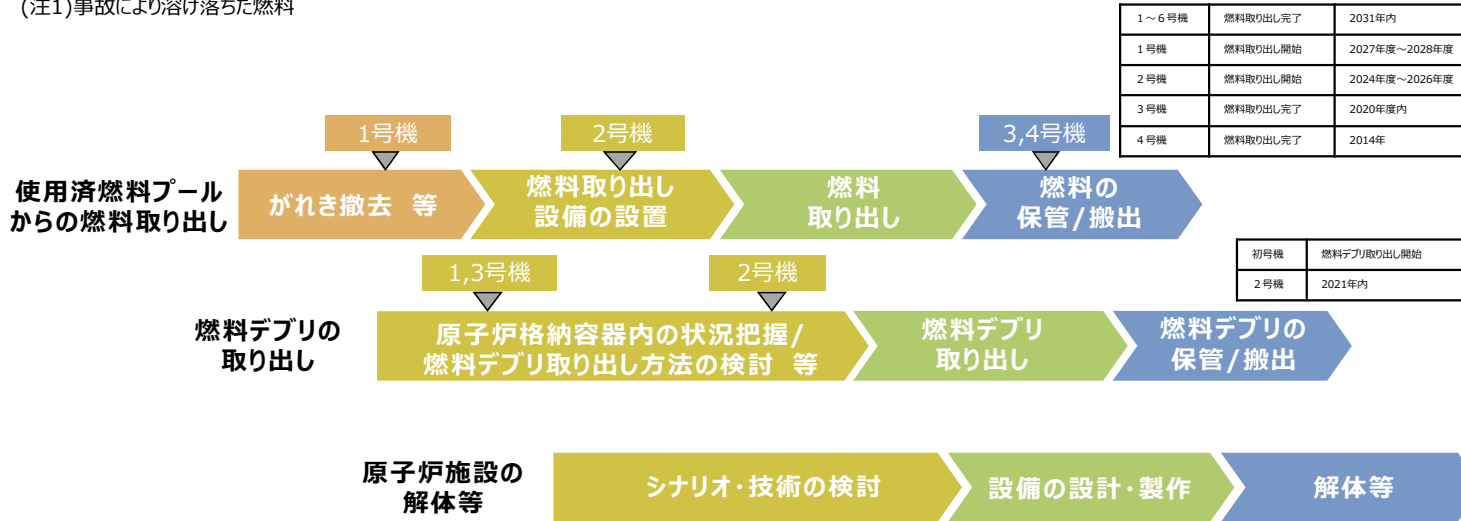 (注1)事故により溶け落ちた燃料
1～6号機 燃料取り出し完了 2031年内
1号機 燃料取り出し開始 2027年度～2028年度
2号機 燃料取り出し開始 2024年度～2026年度
3号機 燃料取り出し完了 2020年度内
4号機 燃料取り出し完了 2014年
1号機
2号機
3,4号機
使用済燃料プール
からの燃料取り出し
がれき撤去 等
燃料取り出し
設備の設置
燃料
取り出し
燃料の
保管/搬出
初号機 燃料デブリ取り出し開始
2号機 2021年内
1,3号機
2号機
燃料デブリの
取り出し
原子炉格納容器内の状況把握/
燃料デブリ取り出し方法の検討 等
燃料デブリ
取り出し
燃料デブリの
保管/搬出
原子炉施設の
解体等
シナリオ・技術の検討
設備の設計・製作
解体等